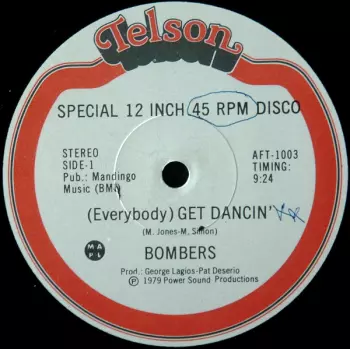 Telson
SPECIAL 12 INCH 45 RPM DISCO
STEREO
SIDE-1
Pub.: Mandingo
Music (BMI)
AFT-1003
TIMING:
9:24
(Everybody) GET DANCIN'
(M. Jones-M. Simon)
BOMBERS
MAPL
Prod.: George Lagios-Pat Deserio
℗ 1979 Power Sound Productions